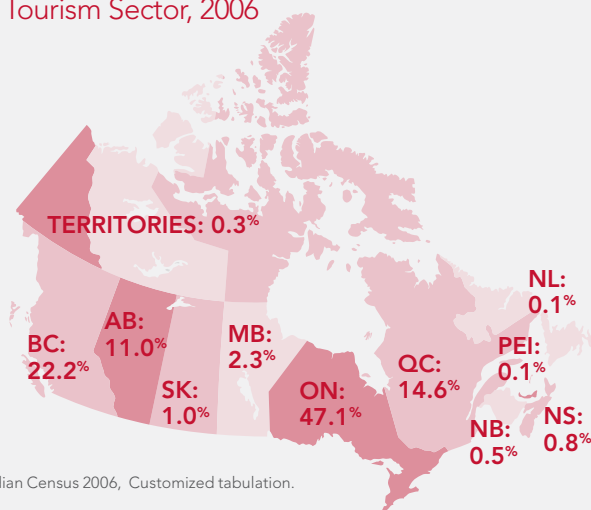 Tourism Sector, 2006
TERRITORIES: 0.3%
NL:
0.1%
AB:
11.0%
BC:
22.2%
MB:
2.3%
PEI:
0.1%
QC:
14.6%
SK:
1.0%
ON:
47.1%
NS:
0.8%
NB:
0.5%
dian Census 2006, Customized tabulation.